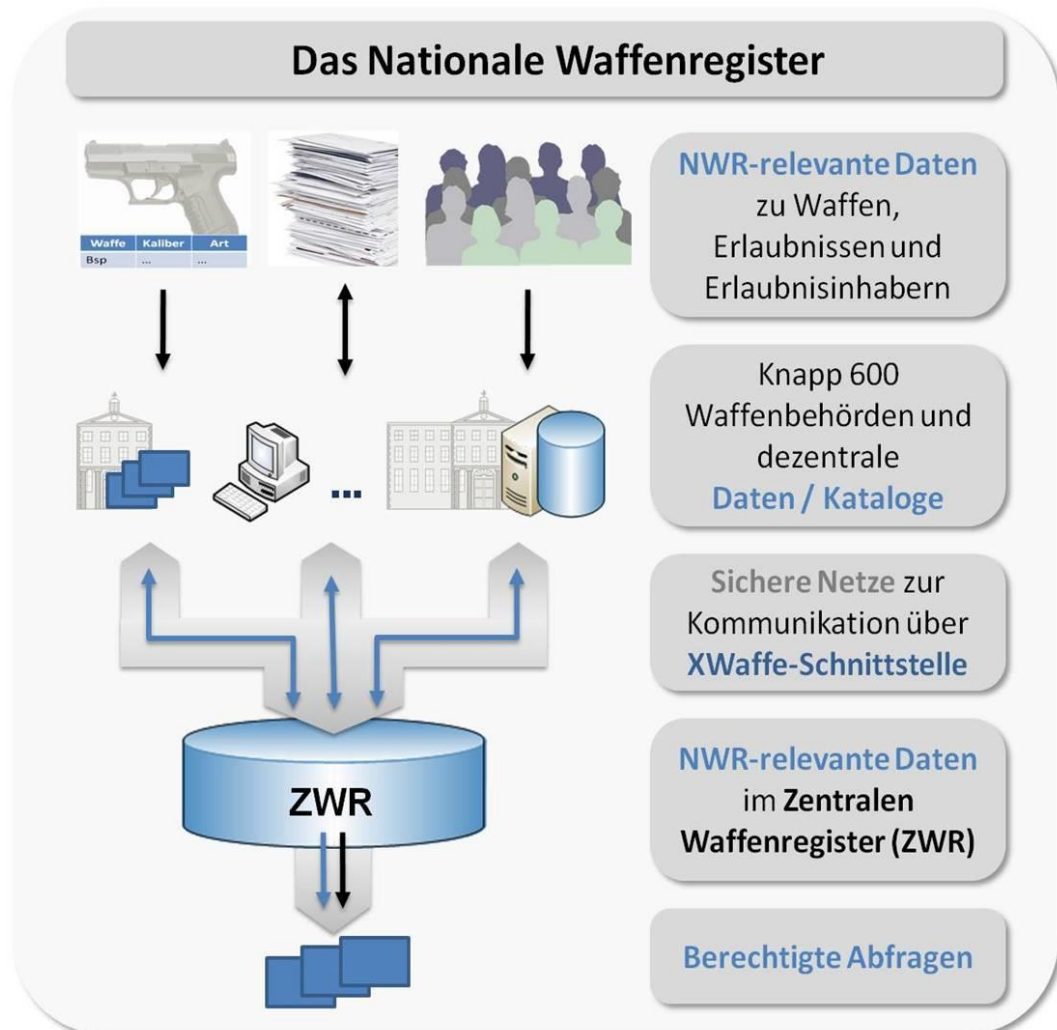 Das Nationale Waffenregister
Waffe Kaliber Art
Bsp ... ...
NWR-relevante Daten
zu Waffen,
Erlaubnissen und
Erlaubnisinhabern
Knapp 600
Waffenbehörden und
dezentrale
Daten / Kataloge
...
Sichere Netze zur
Kommunikation über
XWaffe-Schnittstelle
ZWR
NWR-relevante Daten
im Zentralen
Waffenregister (ZWR)
Berechtigte Abfragen